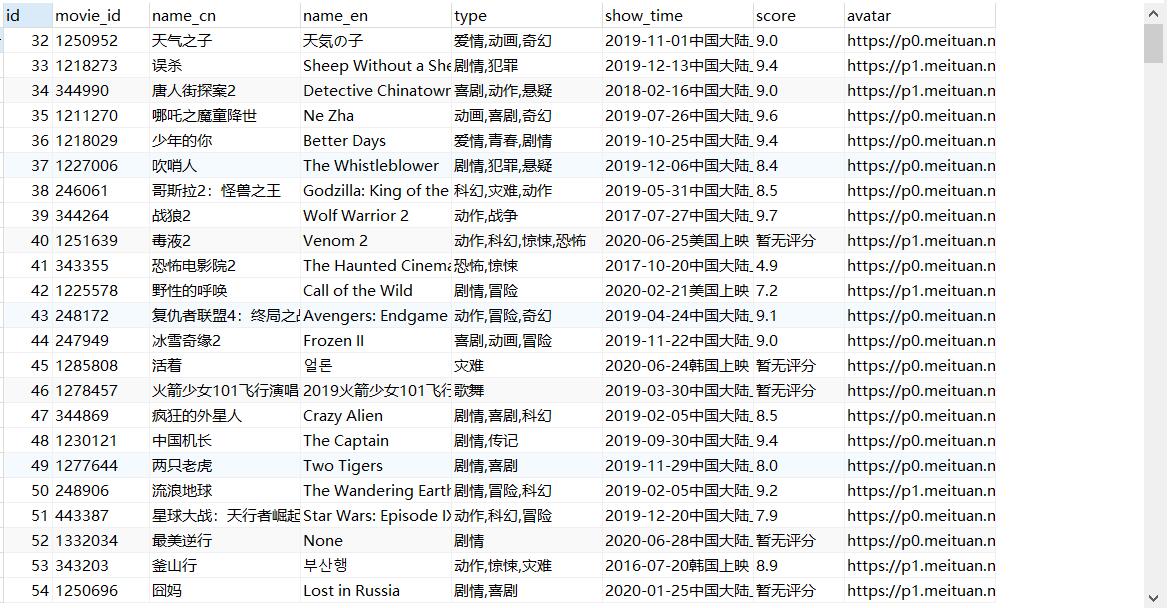 id movie_id name_cn name_en type show_time score avatar
32 1250952 天气之子 天気の子 爱情,动画,奇幻 2019-11-01中国大陆 9.0 https://p0.meituan.n
33 1218273 误杀 Sheep Without a She 剧情,犯罪 2019-12-13中国大陆 9.4 https://p1.meituan.n
34 344990 唐人街探案2 Detective Chinatown 喜剧,动作,悬疑 2018-02-16中国大陆 9.0 https://p1.meituan.n
35 1211270 哪吒之魔童降世 Ne Zha 动画,喜剧,奇幻 2019-07-26中国大陆 9.6 https://p0.meituan.n
36 1218029 少年的你 Better Days 爱情,青春,剧情 2019-10-25中国大陆 9.4 https://p0.meituan.n
37 1227006 吹哨人 The Whistleblower 剧情,犯罪,悬疑 2019-12-06中国大陆 8.4 https://p0.meituan.n
38 246061 哥斯拉2：怪兽之王 Godzilla: King of the 科幻,灾难,动作 2019-05-31中国大陆 8.5 https://p0.meituan.n
39 344264 战狼2 Wolf Warrior 2 动作,战争 2017-07-27中国大陆 9.7 https://p0.meituan.n
40 1251639 毒液2 Venom 2 动作,科幻,惊悚,恐怖 2020-06-25美国上映 暂无评分 https://p1.meituan.n
41 343355 恐怖电影院2 The Haunted Cinema 恐怖,惊悚 2017-10-20中国大陆 4.9 https://p0.meituan.n
42 1225578 野性的呼唤 Call of the Wild 剧情,冒险 2020-02-21美国上映 7.2 https://p1.meituan.n
43 248172 复仇者联盟4：终局之战 Avengers: Endgame 动作,冒险,奇幻 2019-04-24中国大陆 9.1 https://p0.meituan.n
44 247949 冰雪奇缘2 Frozen II 喜剧,动画,冒险 2019-11-22中国大陆 9.0 https://p0.meituan.n
45 1285808 活着 얼론 灾难 2020-06-24韩国上映 暂无评分 https://p0.meituan.n
46 1278457 火箭少女101飞行演唱 2019火箭少女101飞行 歌舞 2019-03-30中国大陆 暂无评分 https://p0.meituan.n
47 344869 疯狂的外星人 Crazy Alien 剧情,喜剧,科幻 2019-02-05中国大陆 8.5 https://p0.meituan.n
48 1230121 中国机长 The Captain 剧情,传记 2019-09-30中国大陆 9.4 https://p0.meituan.n
49 1277644 两只老虎 Two Tigers 剧情,喜剧 2019-11-29中国大陆 8.0 https://p0.meituan.n
50 248906 流浪地球 The Wandering Earth 剧情,冒险,科幻 2019-02-05中国大陆 9.2 https://p1.meituan.n
51 443387 星球大战：天行者崛起 Star Wars: Episode IX 动作,科幻,冒险 2019-12-20中国大陆 7.9 https://p0.meituan.n
52 1332034 最美逆行 None 剧情 2020-06-28中国大陆 暂无评分 https://p0.meituan.n
53 343203 釜山行 부산행 动作,惊悚,灾难 2016-07-20韩国上映 8.9 https://p1.meituan.n
54 1250696 囧妈 Lost in Russia 剧情,喜剧 2020-01-25中国大陆 暂无评分 https://p1.meituan.n